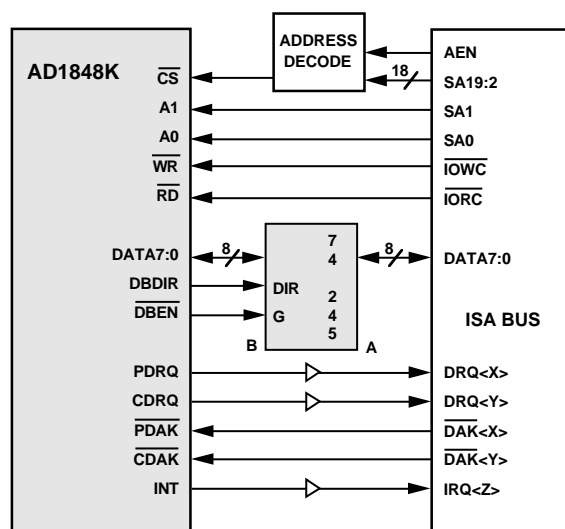 ADDRESS
DECODE
AD1848K
CS
A1
A0
WR
RD
DATA7:0
DBDIR
DBEN
PDRQ
CDRQ
PDAK
CDAK
INT
18
8
8
7
4
2
4
5
DIR
G
B
A
AEN
SA19:2
SA1
SA0
IOWC
IORC
DATA7:0
ISA BUS
DRQ<X>
DRQ<Y>
DAK<X>
DAK<Y>
IRQ<Z>